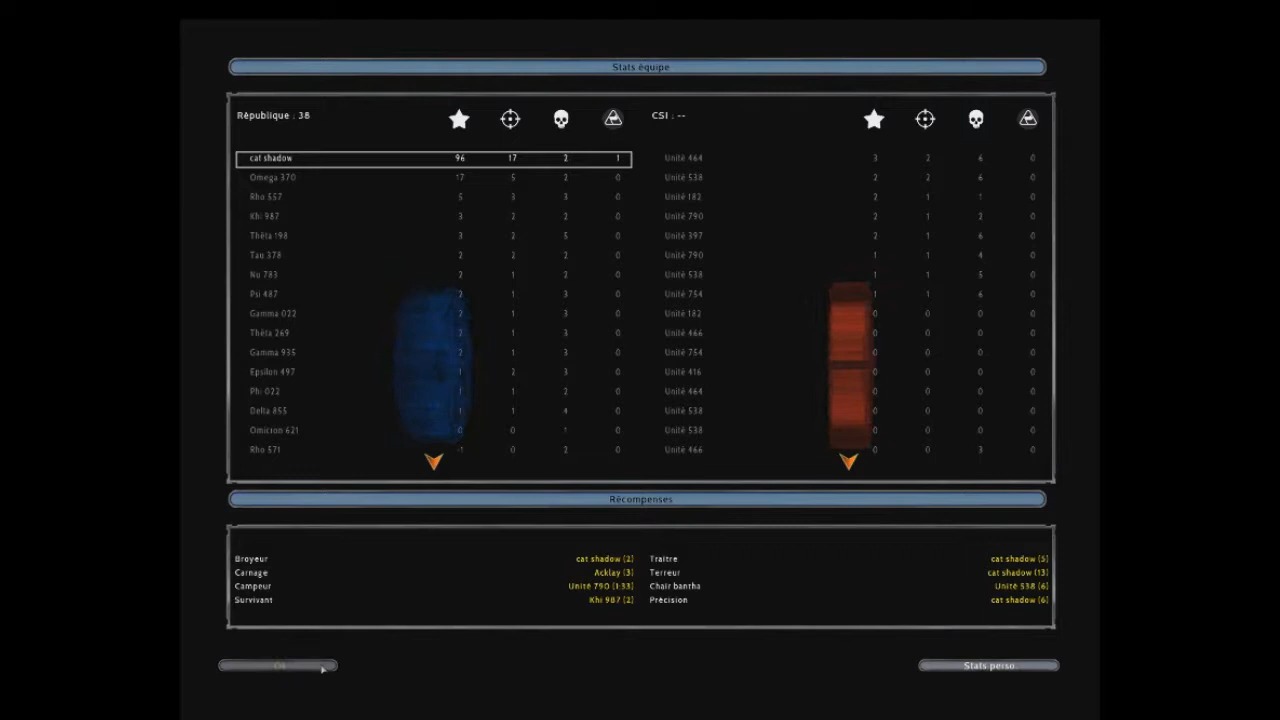 Stats équipe
République : 38 CSI : --
cat shadow 96 17 2 1 Unité 464 3 2 6 0
Omega 370 17 5 2 0 Unité 538 2 2 6 0
Rho 557 5 3 3 0 Unité 182 2 1 1 0
Khi 987 3 2 2 0 Unité 790 2 1 2 0
Thêta 198 3 2 5 0 Unité 397 2 1 6 0
Tau 378 2 2 2 0 Unité 790 1 1 4 0
Nu 783 2 1 2 0 Unité 538 1 1 5 0
Psi 487 2 1 3 0 Unité 754 1 1 6 0
Gamma 022 2 1 3 0 Unité 182 0 0 0 0
Thêta 269 2 1 3 0 Unité 466 0 0 0 0
Gamma 935 2 1 3 0 Unité 754 0 0 0 0
Epsilon 497 1 2 3 0 Unité 416 0 0 0 0
Phi 022 1 1 2 0 Unité 464 0 0 0 0
Delta 855 1 1 4 0 Unité 538 0 0 0 0
Omicron 621 0 0 1 0 Unité 538 0 0 0 0
Rho 571 -1 0 2 0 Unité 466 0 0 3 0
Récompenses
Broyeur cat shadow (2) Traître cat shadow (5)
Carnage Acklay (3) Terreur cat shadow (13)
Campeur Unité 790 (1:33) Chair bantha Unité 538 (6)
Survivant Khi 987 (2) Précision cat shadow (6)
OK Stats perso.